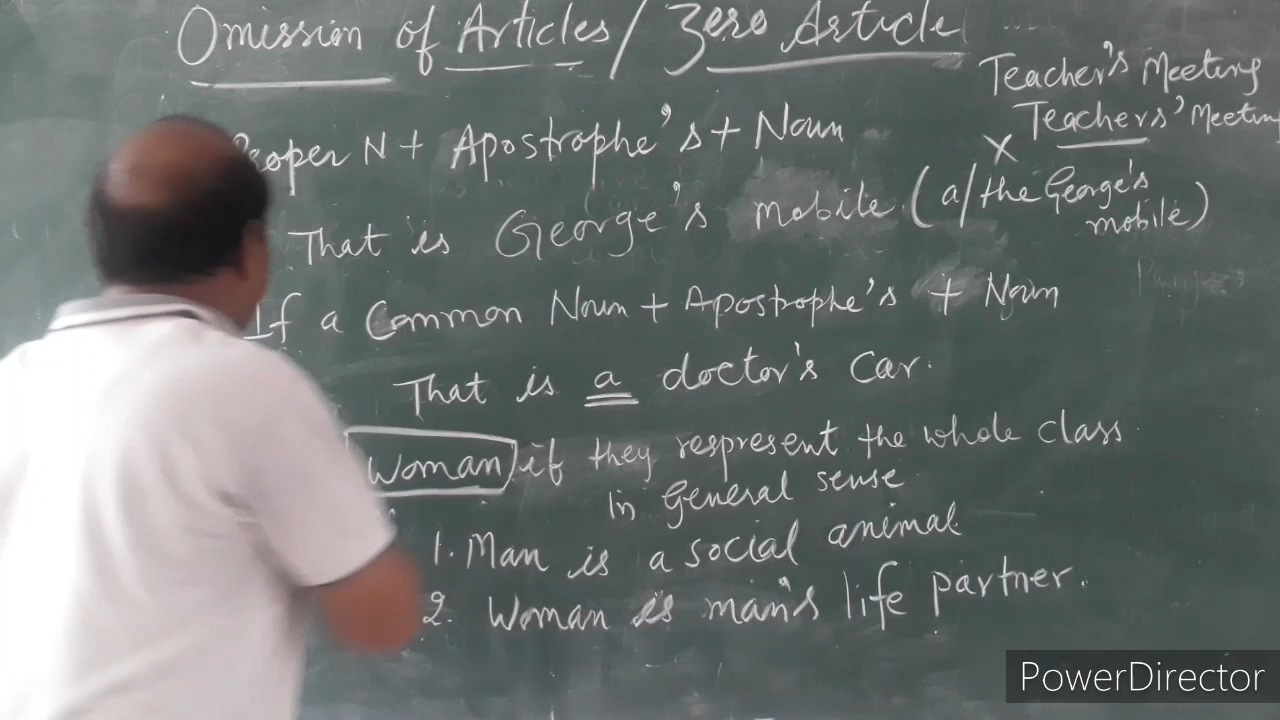 Omission of Articles / Zero Article
Teacher's Meeting
Teachers' Meeting
Proper N + Apostrophe's + Noun
X
That is George's mobile (a/the George's
mobile)
If a Common Noun + Apostrophe's + Noun
That is a doctor's car.
Woman if they respresent the whole class
in General sense
1. Man is a social animal
2. Woman is man's life partner.
PowerDirector